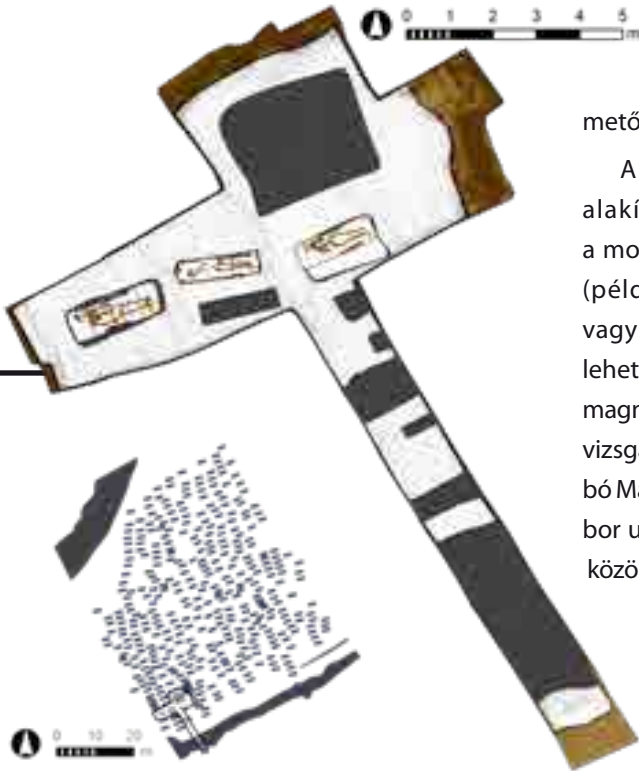 0 1 2 3 4 5
m
mető
A
alakí
a mo
(péld
vagy
lehet
magn
vizsgá
bó Ma
bor u
közö
0 10 20
m